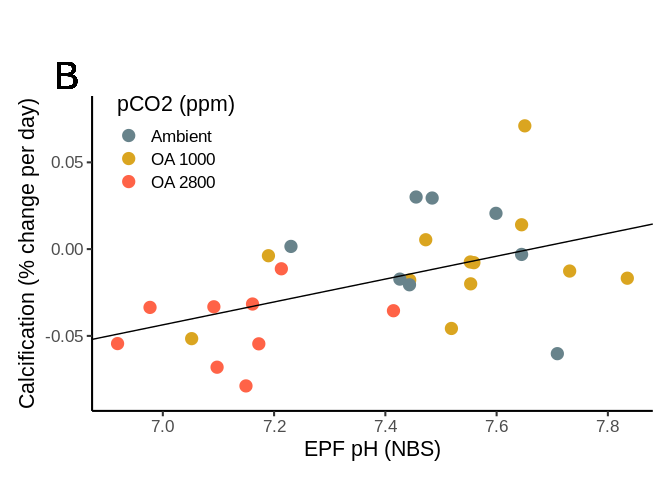 B
pCO2 (ppm)
Ambient
OA 1000
OA 2800
Calcification (% change per day)
0.05
0.00
-0.05
7.0 7.2 7.4 7.6 7.8
EPF pH (NBS)